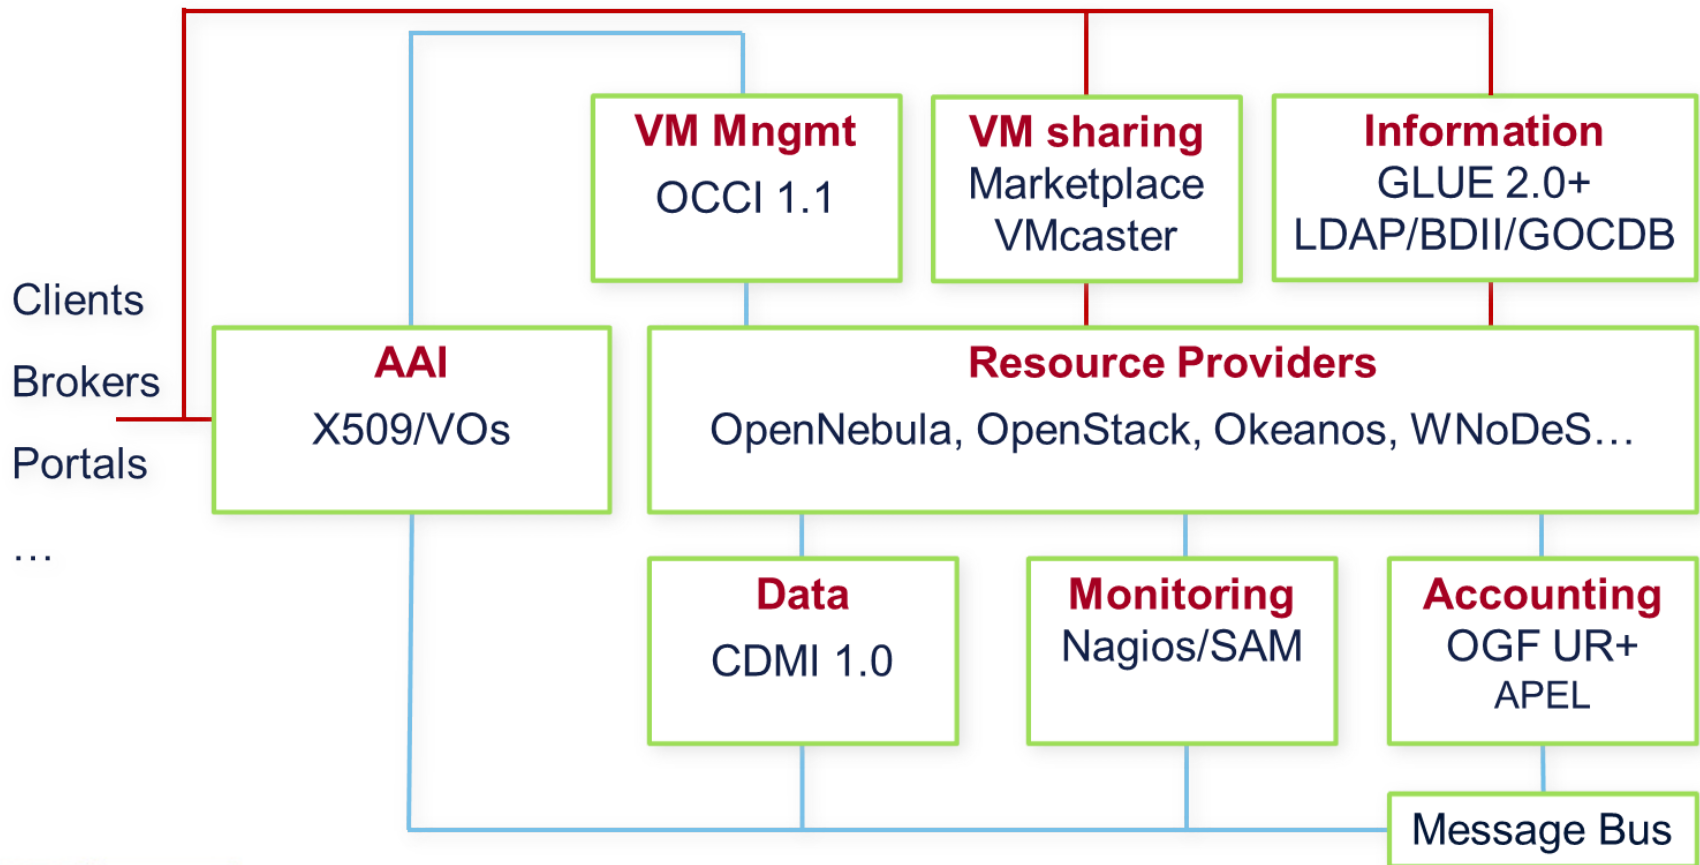 VM Mngmt
OCCI 1.1
VM sharing
Marketplace
VMcaster
Information
GLUE 2.0+
LDAP/BDII/GOCDB
Clients
Brokers
Portals
…
AAI
X509/VOs
Resource Providers
OpenNebula, OpenStack, Okeanos, WNoDeS…
Data
CDMI 1.0
Monitoring
Nagios/SAM
Accounting
OGF UR+
APEL
Message Bus